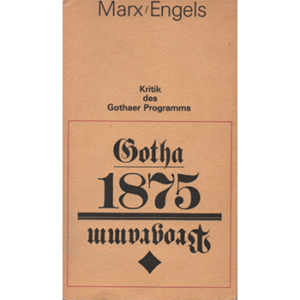 Marx/Engels
Kritik
des
Gothaer Programms
Gotha
1875
Programm